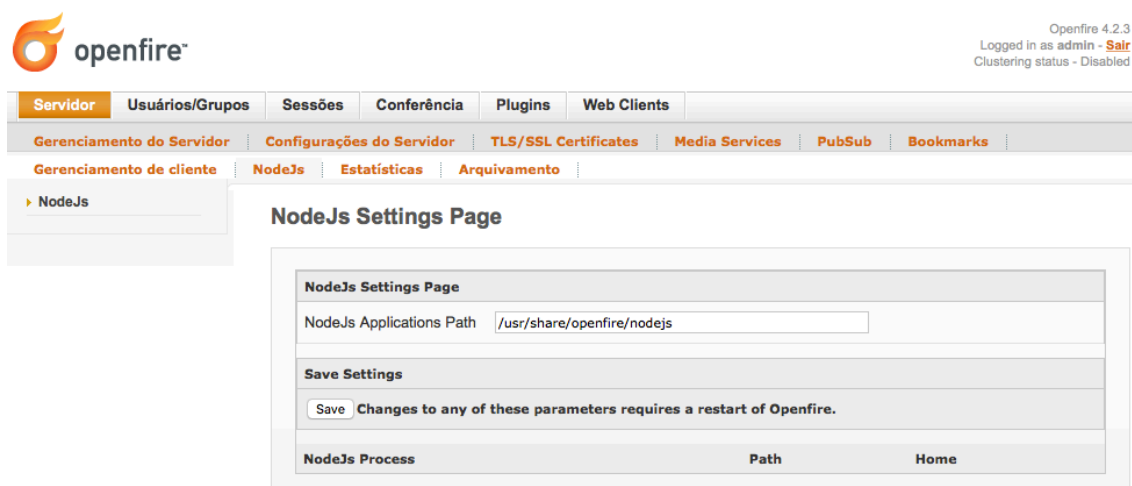 openfire™
Openfire 4.2.3
Logged in as admin - Sair
Clustering status - Disabled
Servidor Usuários/Grupos Sessões Conferência Plugins Web Clients
Gerenciamento do Servidor Configurações do Servidor TLS/SSL Certificates Media Services PubSub Bookmarks
Gerenciamento de cliente NodeJs Estatísticas Arquivamento
NodeJs
NodeJs Settings Page
NodeJs Settings Page
NodeJs Applications Path /usr/share/openfire/nodejs
Save Settings
Save Changes to any of these parameters requires a restart of Openfire.
NodeJs Process Path Home